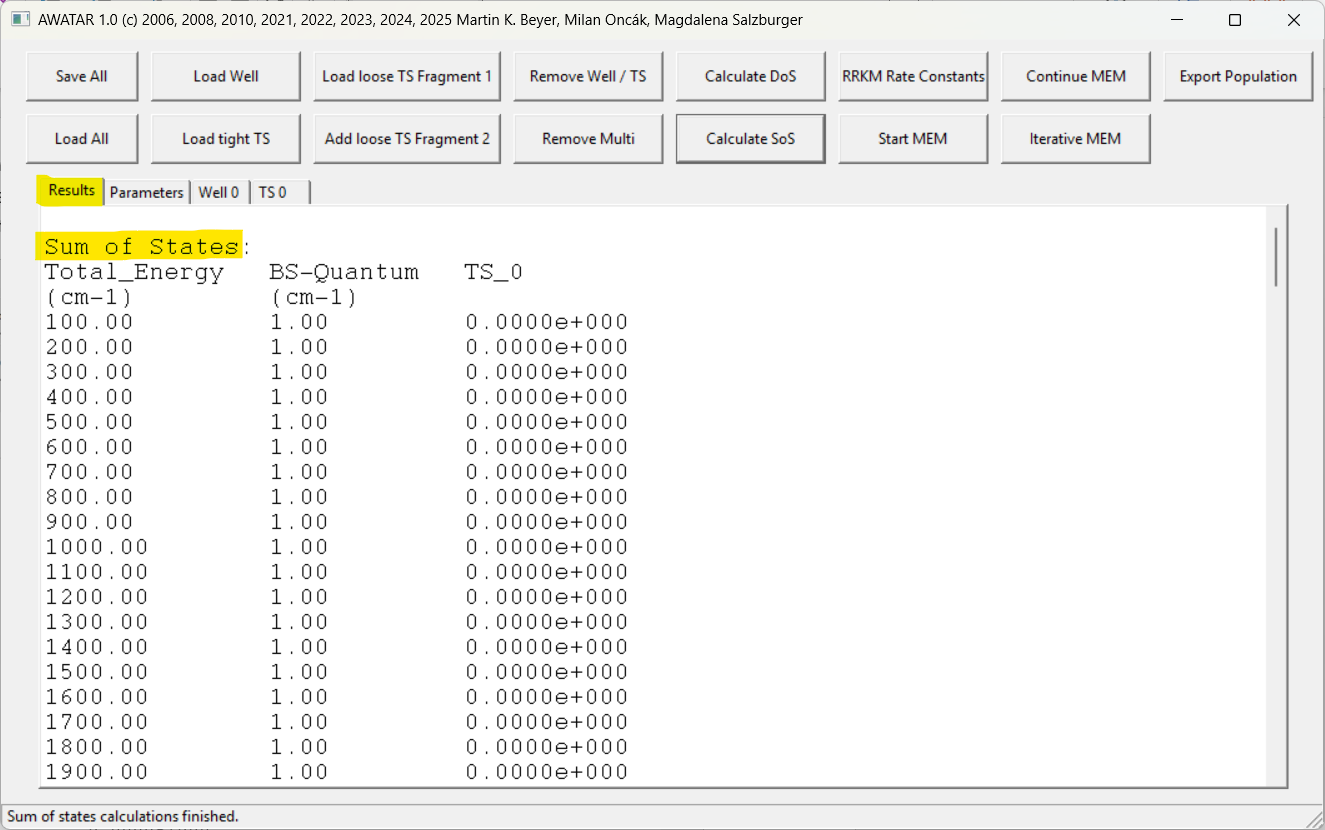 AWATAR 1.0 (c) 2006, 2008, 2010, 2021, 2022, 2023, 2024, 2025 Martin K. Beyer, Milan Oncák, Magdalena Salzburger
Save All Load Well Load loose TS Fragment 1 Remove Well / TS Calculate DoS RRKM Rate Constants Continue MEM Export Population
Load All Load tight TS Add loose TS Fragment 2 Remove Multi Calculate SoS Start MEM Iterative MEM
Results Parameters Well 0 TS 0
Sum of States:
Total_Energy BS-Quantum TS_0
(cm-1) (cm-1)
100.00 1.00 0.0000e+000
200.00 1.00 0.0000e+000
300.00 1.00 0.0000e+000
400.00 1.00 0.0000e+000
500.00 1.00 0.0000e+000
600.00 1.00 0.0000e+000
700.00 1.00 0.0000e+000
800.00 1.00 0.0000e+000
900.00 1.00 0.0000e+000
1000.00 1.00 0.0000e+000
1100.00 1.00 0.0000e+000
1200.00 1.00 0.0000e+000
1300.00 1.00 0.0000e+000
1400.00 1.00 0.0000e+000
1500.00 1.00 0.0000e+000
1600.00 1.00 0.0000e+000
1700.00 1.00 0.0000e+000
1800.00 1.00 0.0000e+000
1900.00 1.00 0.0000e+000
Sum of states calculations finished.